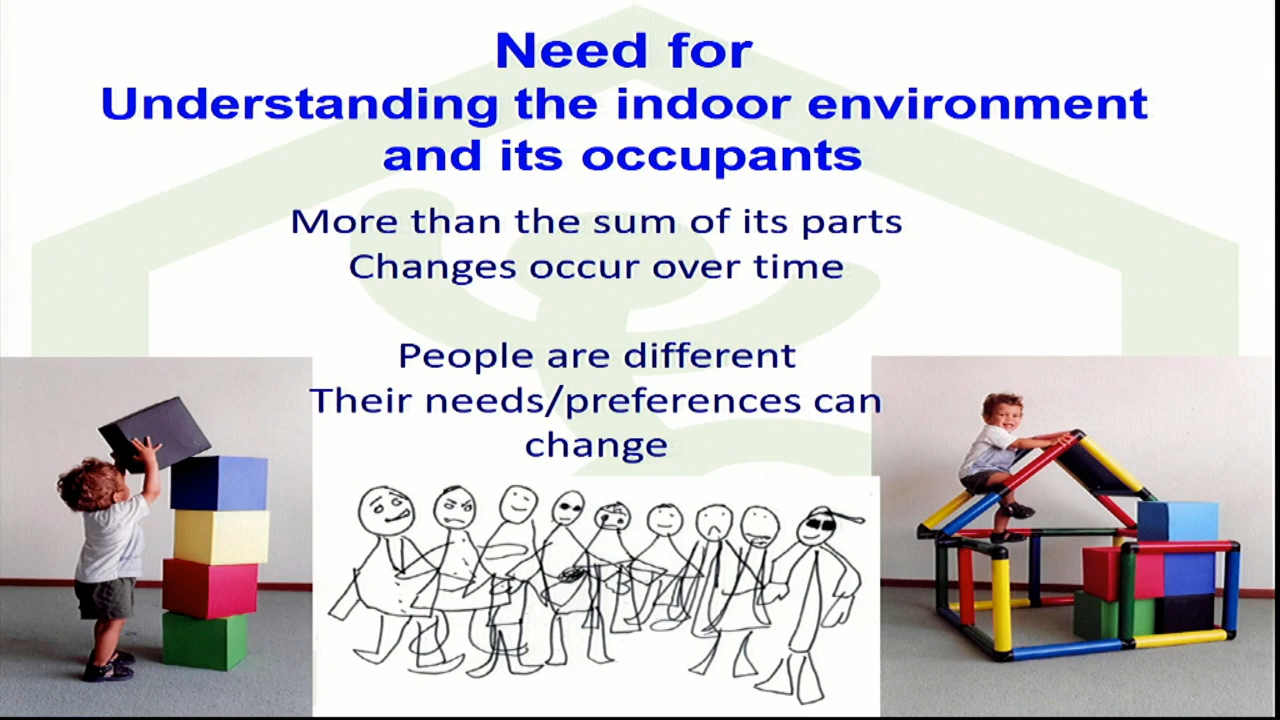 Need for
Understanding the indoor environment
and its occupants
More than the sum of its parts
Changes occur over time
People are different
Their needs/preferences can
change